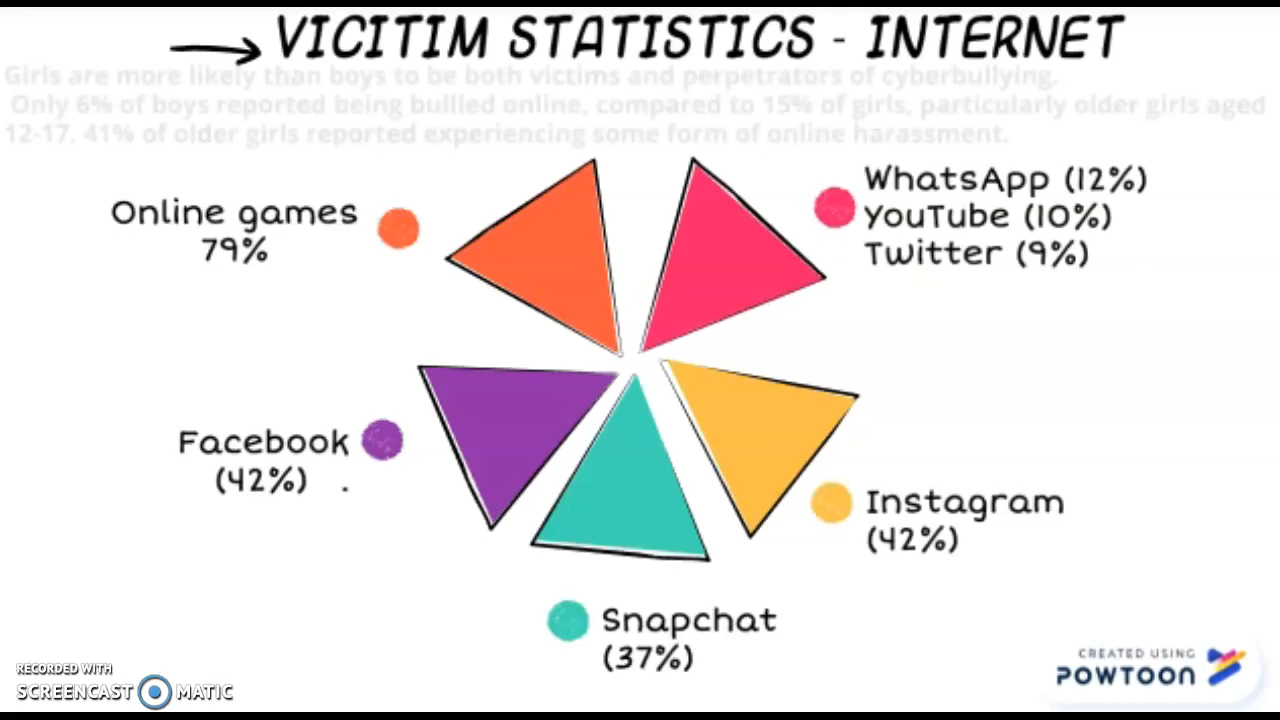 VICITIM STATISTICS - INTERNET
Girls are more likely than boys to be both victims and perpetrators of cyberbullying.
Only 6% of boys reported being bullied online, compared to 15% of girls, particularly older girls aged
12-17. 41% of older girls reported experiencing some form of online harassment.
Online games
79%
WhatsApp (12%)
YouTube (10%)
Twitter (9%)
Facebook
(42%) .
Instagram
(42%)
Snapchat
(37%)
RECORDED WITH
SCREENCAST MATIC
CREATED USING
POWTOON